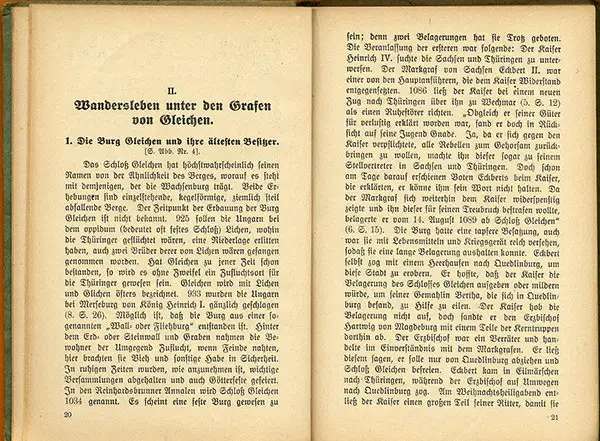 II.
Wandersleben unter den Grafen
von Gleichen.
1. Die Burg Gleichen und ihre ältesten Besitzer.
[S. Abb. Nr. 4].
Das Schloß Gleichen hat höchstwahrscheinlich seinen
Namen von der Ähnlichkeit des Berges, worauf es steht
mit demjenigen, der die Wachsenburg trägt. Beide Er-
hebungen sind einzelstehende, kegelförmige, ziemlich steil
abfallende Berge. Der Zeitpunkt der Erbauung der Burg
Gleichen ist nicht bekannt. 925 sollen die Ungarn bei
dem oppidum (bedeutet oft festes Schloß) Lichen, wohin
die Thüringer geflüchtet wären, eine Niederlage erlitten
haben, auch zwei Brüder derer von Lichen wären gefangen
genommen worden. Hat Gleichen zu jener Zeit schon
bestanden, so wird es ohne Zweifel ein Zufluchtsort für
die Thüringer gewesen sein. Gleichen wird mit Lichen
und Glichen öfters bezeichnet. 933 wurden die Ungarn
bei Merseburg von König Heinrich I. gänzlich geschlagen
(8. S. 26). Möglich ist, daß die Burg aus einer so-
genannten „Wall- oder Fliehburg" entstanden ist. Hinter
dem Erd- oder Steinwall und Graben nahmen die Be-
wohner der Umgegend Zuflucht, wenn Feinde nahten,
hier brachten sie Vieh und sonstige Habe in Sicherheit.
In ruhigen Zeiten wurden, wie anzunehmen ist, wichtige
Versammlungen abgehalten und auch Götterfeste gefeiert.
In den Reinhardsbrunner Annalen wird Schloß Gleichen
1034 genannt. Es scheint eine feste Burg gewesen zu
20
sein; denn zwei Belagerungen hat sie Trotz geboten.
Die Veranlassung der ersteren war folgende: Der Kaiser
Heinrich IV. suchte die Sachsen und Thüringen zu unter-
werfen. Der Markgraf von Sachsen Eckbert II. war
einer von den Hauptanführern, die dem Kaiser Widerstand
entgegensetzten. 1086 ließ der Kaiser bei einem neuen
Zug nach Thüringen über ihn zu Wechmar (5. S. 12)
als einen Ruhestörer richten. „Obgleich er seiner Güter
für verlustig erklärt worden war, fand er doch in Rück-
sicht auf seine Jugend Gnade. Ja, da er sich gegen den
Kaiser verpflichtete, alle Rebellen zum Gehorsam zurück-
bringen zu wollen, machte ihn dieser sogar zu seinem
Stellvertreter in Sachsen und Thüringen. Doch schon
am Tage darauf erschienen Boten Eckberts beim Kaiser,
die erklärten, er könne ihm sein Wort nicht halten. Da
der Markgraf sich weiterhin dem Kaiser widerspenstig
zeigte und ihn dieser für seinen Treubruch bestrafen wollte,
belagerte er vom 14. August 1089 ab Schloß Gleichen"
(6. S. 15). Die Burg hatte eine tapfere Besatzung, auch
war sie mit Lebensmitteln und Kriegsgerät reich versehen,
sodaß sie eine lange Belagerung aushalten konnte. Eckbert
selbst zog mit einem Heerhaufen nach Quedlinburg, um
diese Stadt zu erobern. Er hoffte, daß der Kaiser die
Belagerung des Schlosses Gleichen aufgeben oder mildern
würde, um seiner Gemahlin Bertha, die sich in Quedlin-
burg befand, zu Hilfe zu eilen. Der Kaiser hob die
Belagerung nicht auf, doch sandte er den Erzbischof
Hartwig von Magdeburg mit einem Teile der Kerntruppen
dorthin ab. Der Erzbischof war ein Verräter und han-
delte im Einverständnis mit dem Markgrafen. Er ließ
diesem sagen, er solle nur von Quedlinburg abziehen und
Schloß Gleichen befreien. Eckbert kam in Eilmärschen
nach Thüringen, während der Erzbischof auf Umwegen
nach Quedlinburg zog. Am Weihnachtsheiligabend ent-
ließ der Kaiser einen großen Teil seiner Ritter, damit sie
21